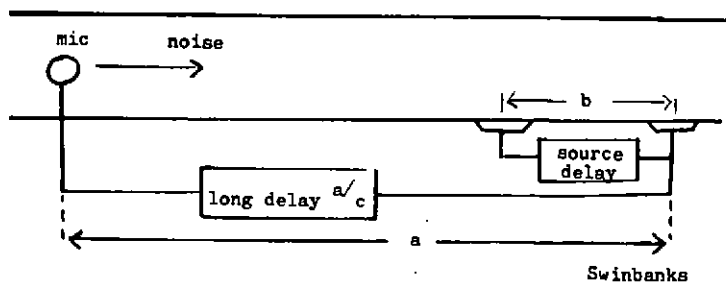 mic noise
b
source
delay
long delay a/c
a
Swinbanks